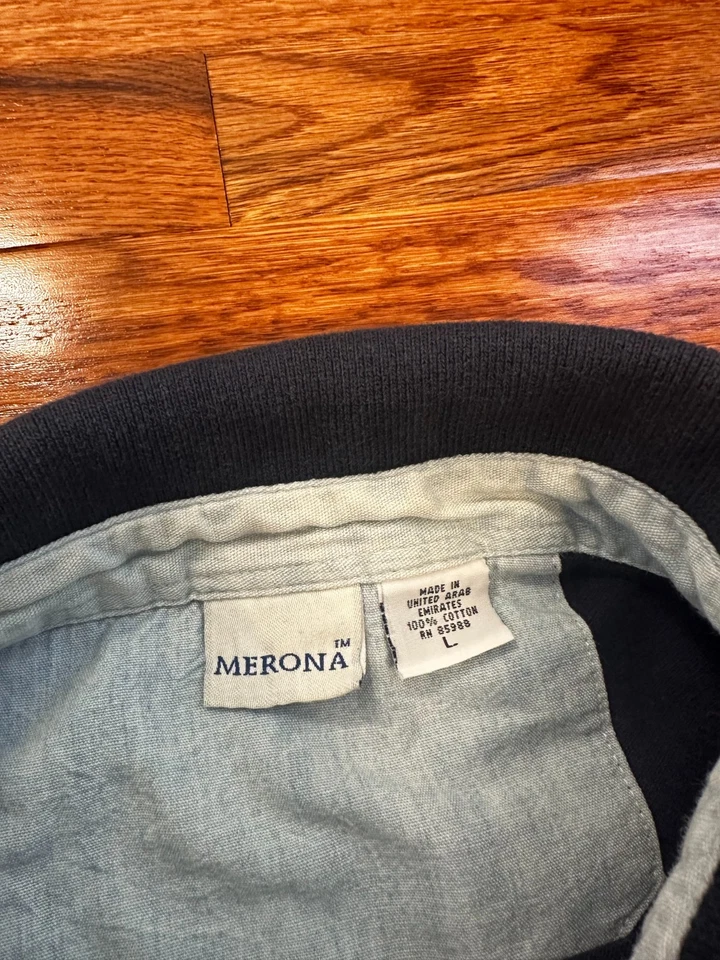 MERONA™
MADE IN
UNITED ARAB
EMIRATES
100% COTTON
RN 85988
L